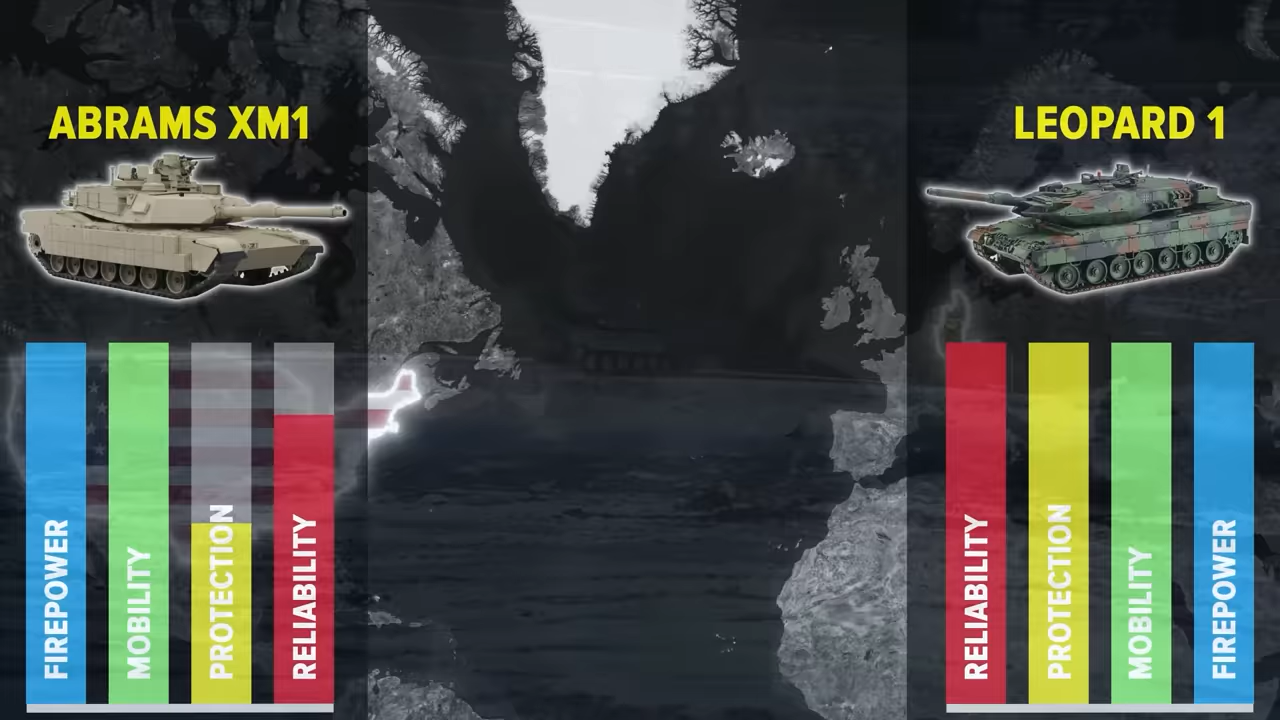 ABRAMS XM1
FIREPOWER
MOBILITY
PROTECTION
RELIABILITY
LEOPARD 1
RELIABILITY
PROTECTION
MOBILITY
FIREPOWER